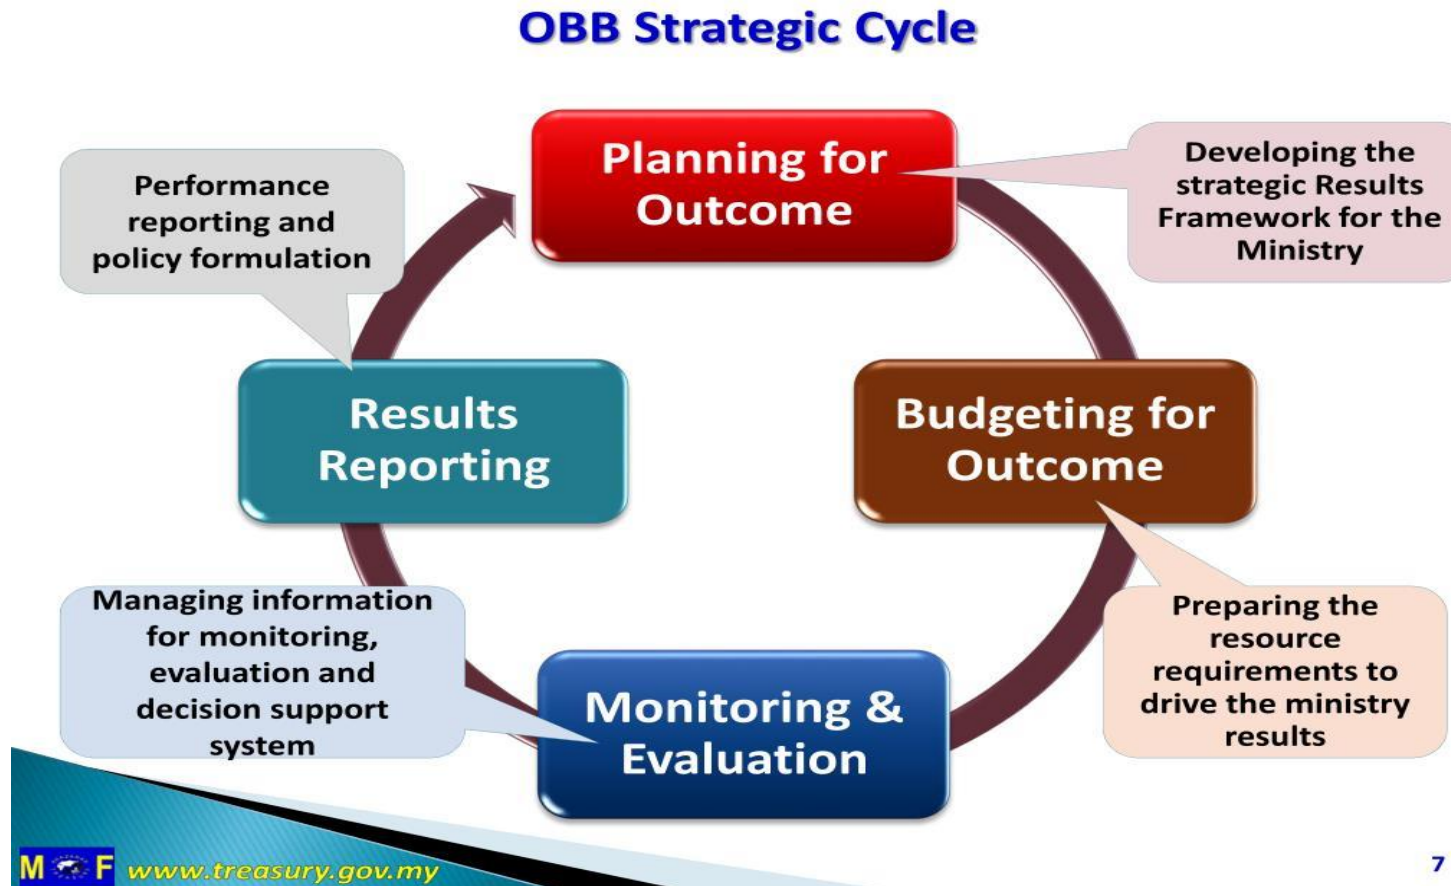 OBB Strategic Cycle
Planning for
Outcome
Developing the
strategic Results
Framework for the
Ministry
Performance
reporting and
policy formulation
Results
Reporting
Budgeting for
Outcome
Managing information
for monitoring,
evaluation and
decision support
system
Monitoring &
Evaluation
Preparing the
resource
requirements to
drive the ministry
results
M F www.treasury.gov.my
7